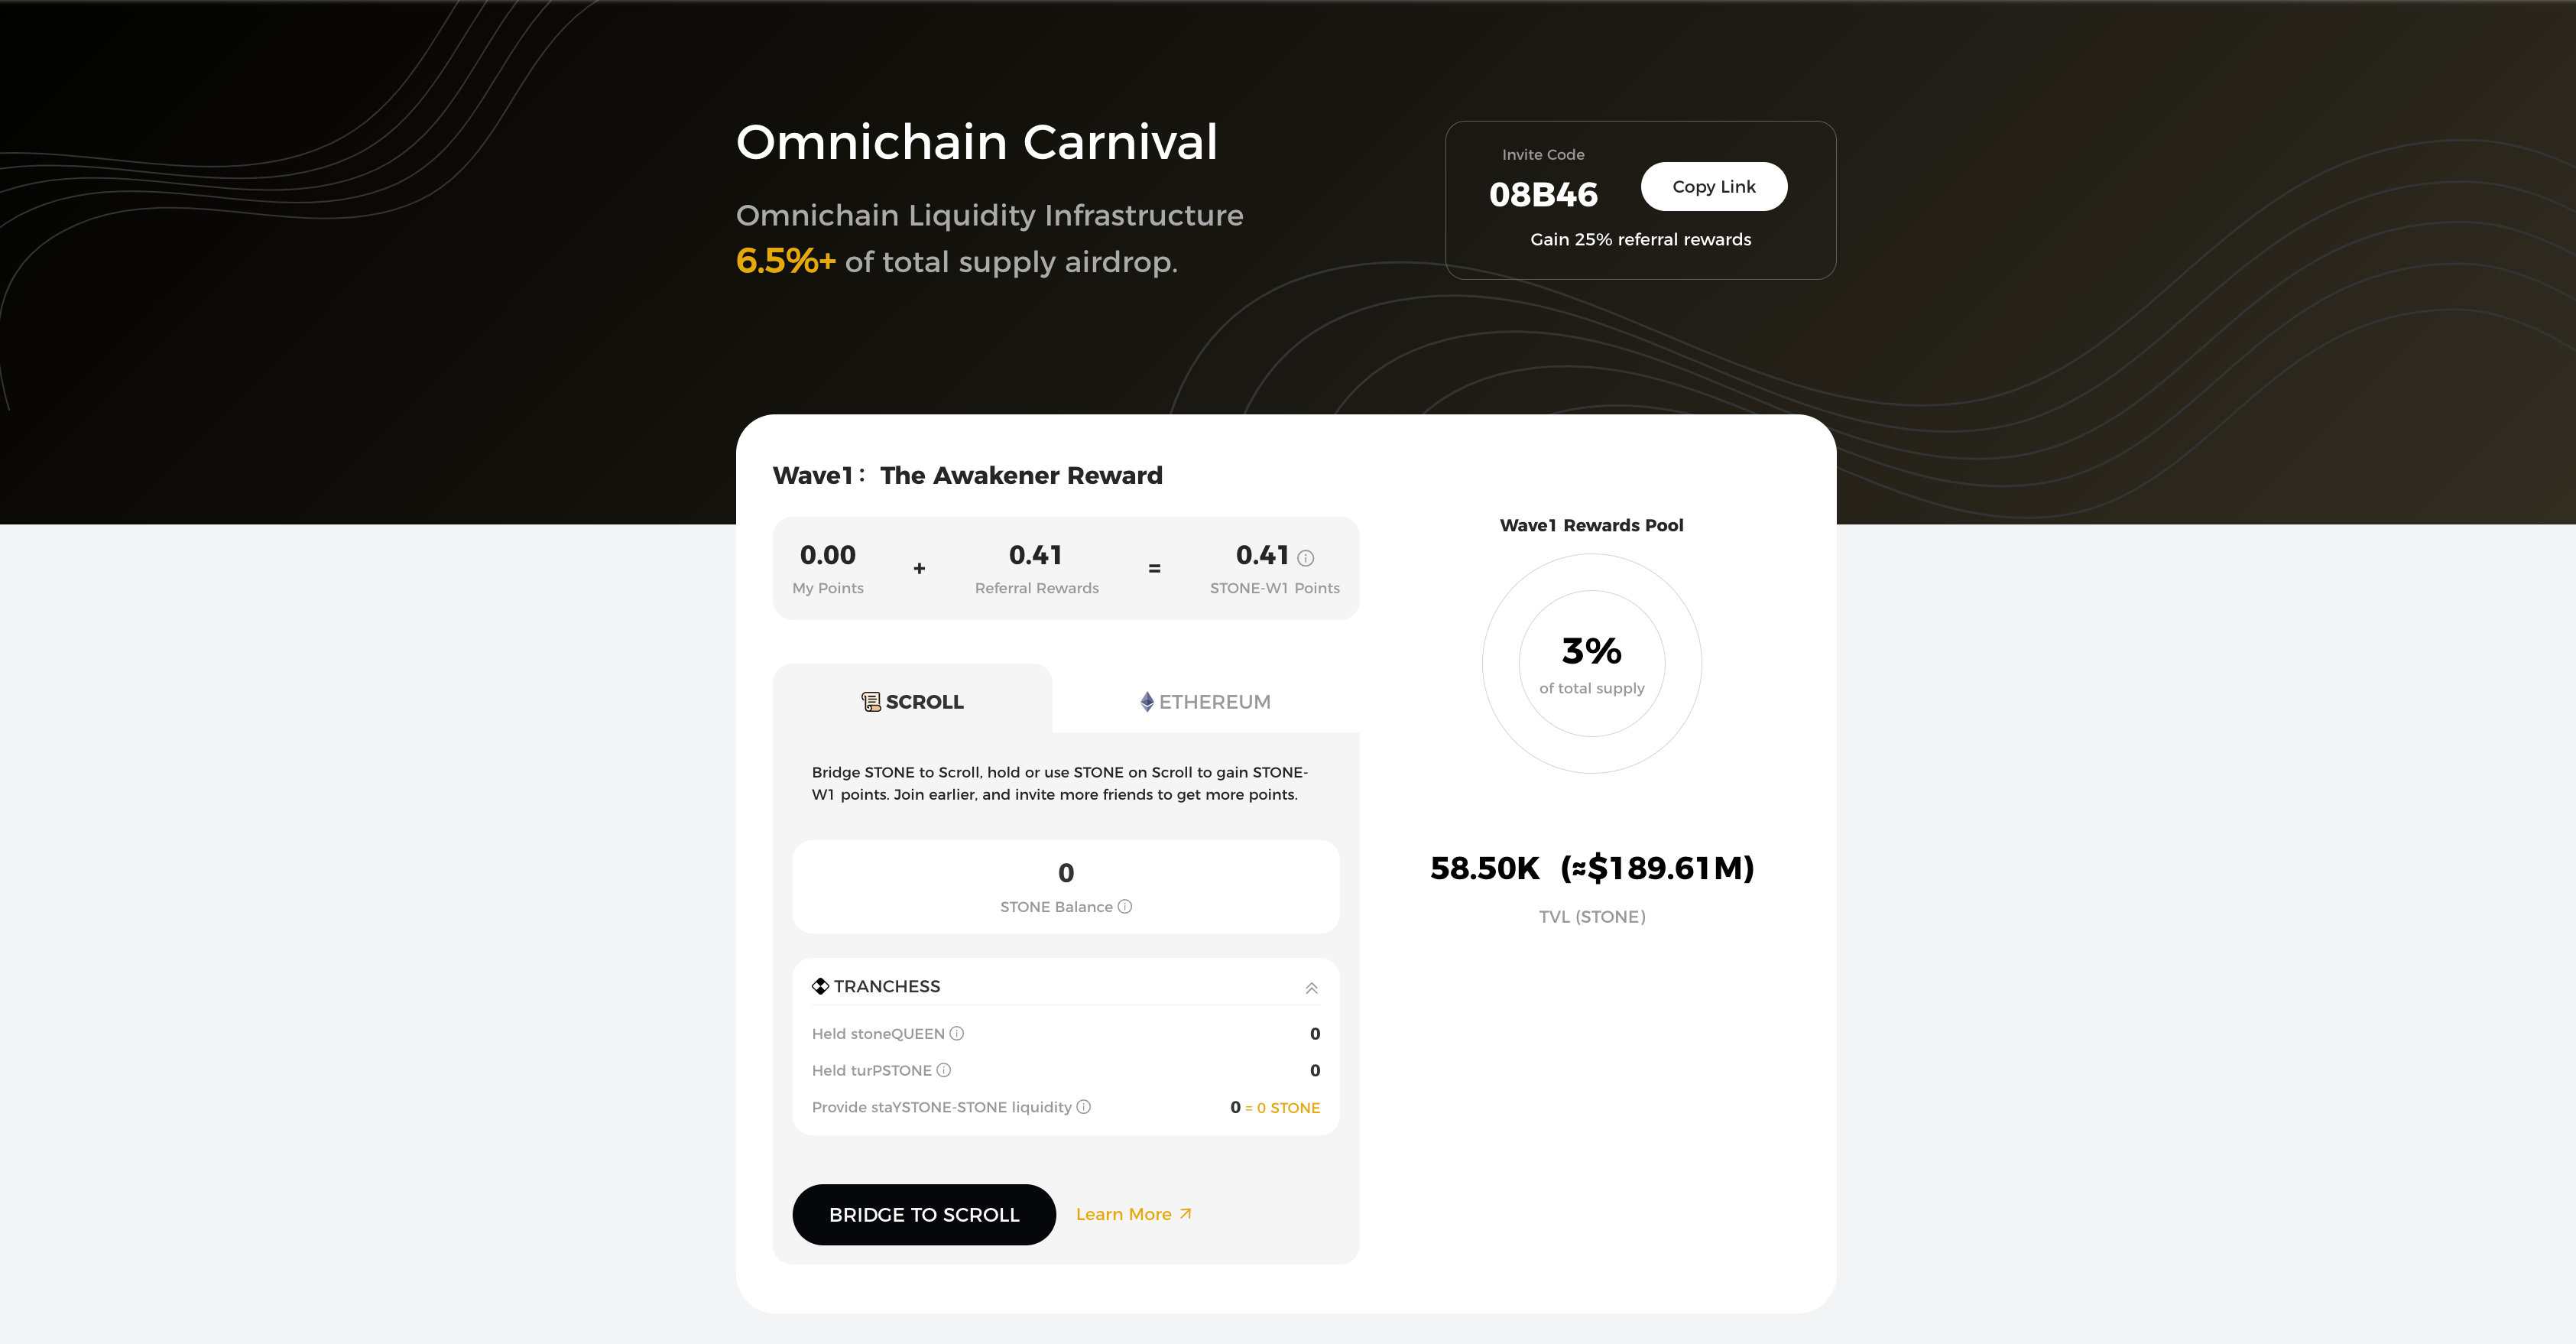 Omnichain Carnival
Omnichain Liquidity Infrastructure
6.5%+ of total supply airdrop.
Invite Code
08B46
Copy Link
Gain 25% referral rewards
Wave1： The Awakener Reward
0.00
My Points
+
0.41
Referral Rewards
=
0.41
STONE-W1 Points
SCROLL
ETHEREUM
Bridge STONE to Scroll, hold or use STONE on Scroll to gain STONE-
W1 points. Join earlier, and invite more friends to get more points.
0
STONE Balance
TRANCHESS
Held stoneQUEEN 0
Held turPSTONE 0
Provide staYSTONE-STONE liquidity 0 = 0 STONE
BRIDGE TO SCROLL
Learn More
Wave1 Rewards Pool
3%
of total supply
58.50K (≈$189.61M)
TVL (STONE)